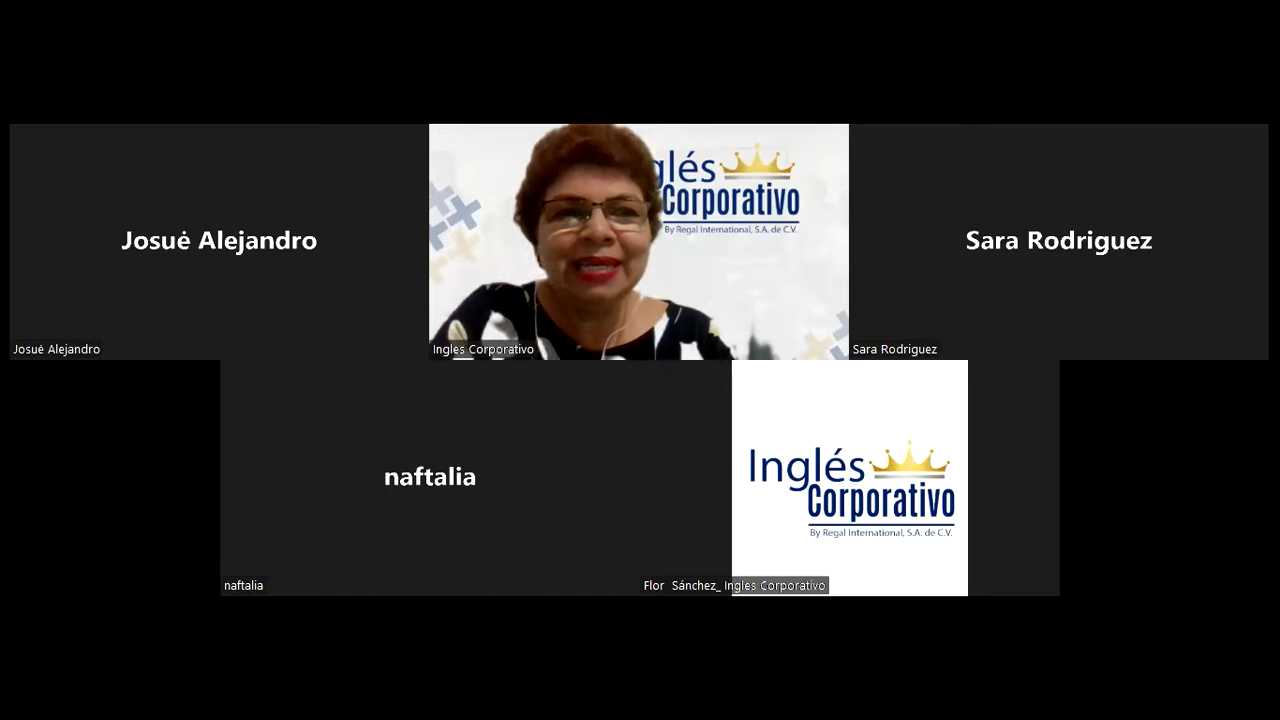 Josué Alejandro
glés
Corporativo
By Regal International, S.A. de C.V.
Sara Rodriguez
Josué Alejandro
Ingles Corporativo
Sara Rodriguez
naftalia
Inglés
Corporativo
By Regal International, S.A. de C.V.
naftalia
Flor Sánchez_ Ingles Corporativo